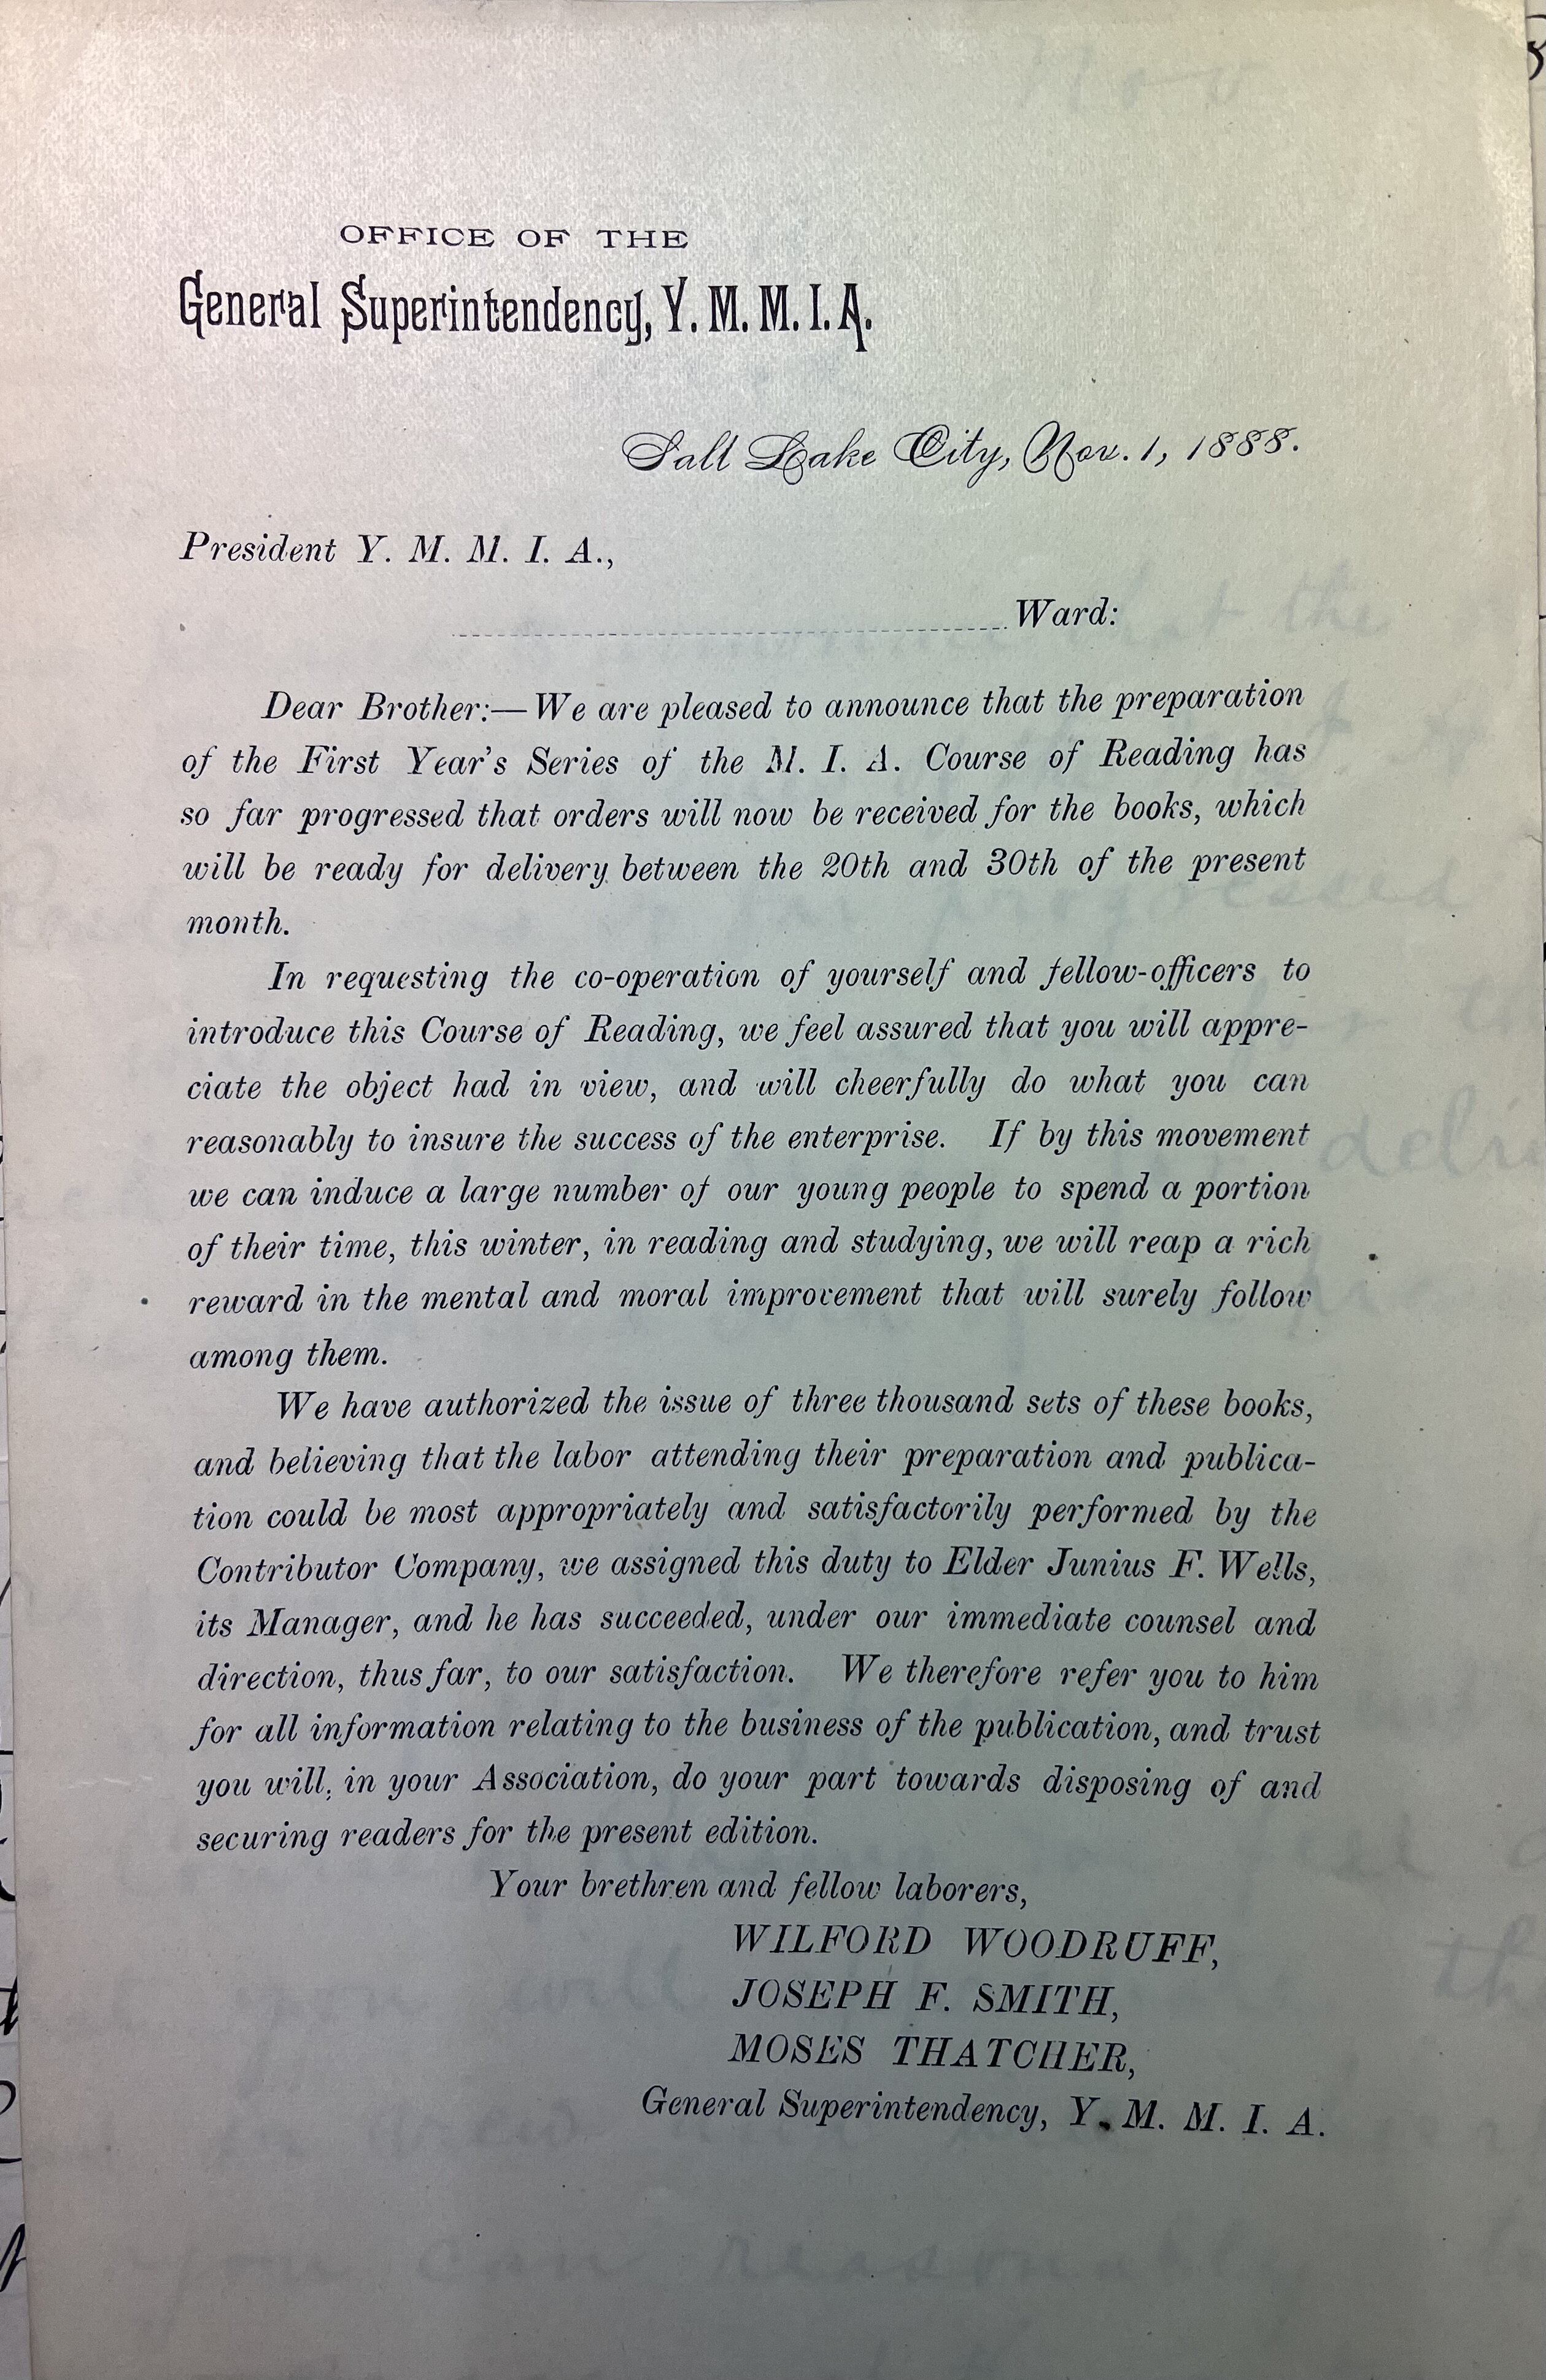 OFFICE OF THE
General Superintendency, Y. M. M. I. A.
Salt Lake City, Nov. 1, 1888.
President Y. M. M. I. A.,
Ward:
Dear Brother:—We are pleased to announce that the preparation
of the First Year's Series of the M. I. A. Course of Reading has
so far progressed that orders will now be received for the books, which
will be ready for delivery between the 20th and 30th of the present
month.
In requesting the co-operation of yourself and fellow-officers to
introduce this Course of Reading, we feel assured that you will appre-
ciate the object had in view, and will cheerfully do what you can
reasonably to insure the success of the enterprise. If by this movement
we can induce a large number of our young people to spend a portion
of their time, this winter, in reading and studying, we will reap a rich
reward in the mental and moral improvement that will surely follow
among them.
We have authorized the issue of three thousand sets of these books,
and believing that the labor attending their preparation and publica-
tion could be most appropriately and satisfactorily performed by the
Contributor Company, we assigned this duty to Elder Junius F. Wells,
its Manager, and he has succeeded, under our immediate counsel and
direction, thus far, to our satisfaction. We therefore refer you to him
for all information relating to the business of the publication, and trust
you will, in your Association, do your part towards disposing of and
securing readers for the present edition.
Your brethren and fellow laborers,
WILFORD WOODRUFF,
JOSEPH F. SMITH,
MOSES THATCHER,
General Superintendency, Y. M. M. I. A.